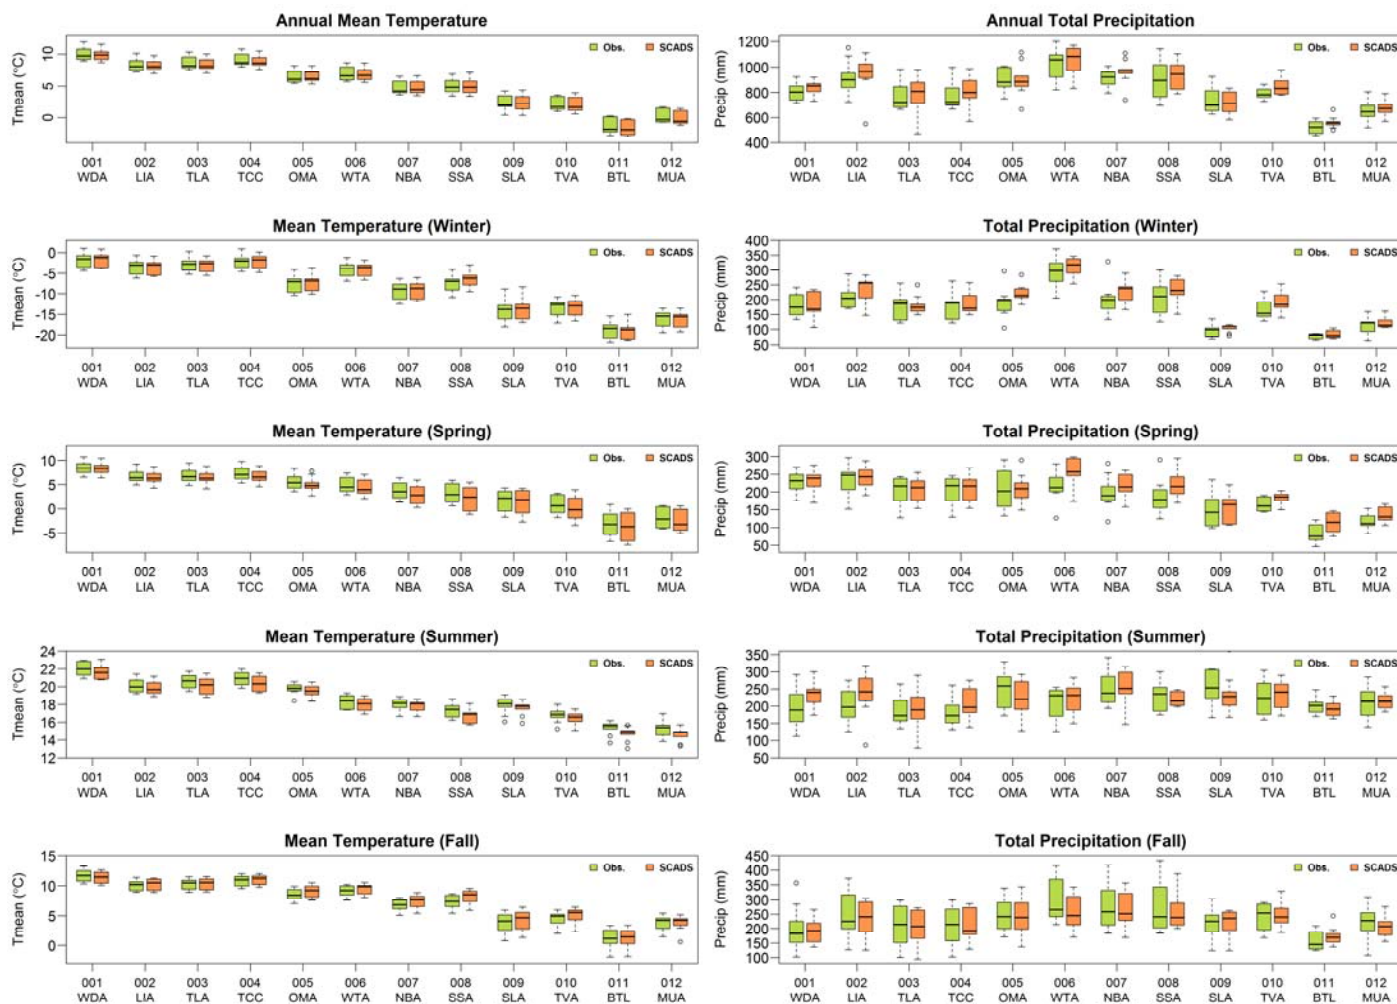 Annual Mean Temperature
Tmean (°C)
10
5
0
Obs. SCADS
001 002 003 004 005 006 007 008 009 010 011 012
WDA LIA TLA TCC OMA WTA NBA SSA SLA TVA BTL MUA
Annual Total Precipitation
Precip (mm)
1200
1000
800
600
400
Obs. SCADS
001 002 003 004 005 006 007 008 009 010 011 012
WDA LIA TLA TCC OMA WTA NBA SSA SLA TVA BTL MUA
Mean Temperature (Winter)
Tmean (°C)
0
-5
-10
-15
-20
Obs. SCADS
001 002 003 004 005 006 007 008 009 010 011 012
WDA LIA TLA TCC OMA WTA NBA SSA SLA TVA BTL MUA
Total Precipitation (Winter)
Precip (mm)
400
350
300
250
200
150
100
50
Obs. SCADS
001 002 003 004 005 006 007 008 009 010 011 012
WDA LIA TLA TCC OMA WTA NBA SSA SLA TVA BTL MUA
Mean Temperature (Spring)
Tmean (°C)
10
5
0
-5
Obs. SCADS
001 002 003 004 005 006 007 008 009 010 011 012
WDA LIA TLA TCC OMA WTA NBA SSA SLA TVA BTL MUA
Total Precipitation (Spring)
Precip (mm)
300
250
200
150
100
50
Obs. SCADS
001 002 003 004 005 006 007 008 009 010 011 012
WDA LIA TLA TCC OMA WTA NBA SSA SLA TVA BTL MUA
Mean Temperature (Summer)
Tmean (°C)
24
22
20
18
16
14
12
Obs. SCADS
001 002 003 004 005 006 007 008 009 010 011 012
WDA LIA TLA TCC OMA WTA NBA SSA SLA TVA BTL MUA
Total Precipitation (Summer)
Precip (mm)
350
300
250
200
150
100
50
Obs. SCADS
001 002 003 004 005 006 007 008 009 010 011 012
WDA LIA TLA TCC OMA WTA NBA SSA SLA TVA BTL MUA
Mean Temperature (Fall)
Tmean (°C)
15
10
5
0
Obs. SCADS
001 002 003 004 005 006 007 008 009 010 011 012
WDA LIA TLA TCC OMA WTA NBA SSA SLA TVA BTL MUA
Total Precipitation (Fall)
Precip (mm)
450
400
350
300
250
200
150
100
Obs. SCADS
001 002 003 004 005 006 007 008 009 010 011 012
WDA LIA TLA TCC OMA WTA NBA SSA SLA TVA BTL MUA